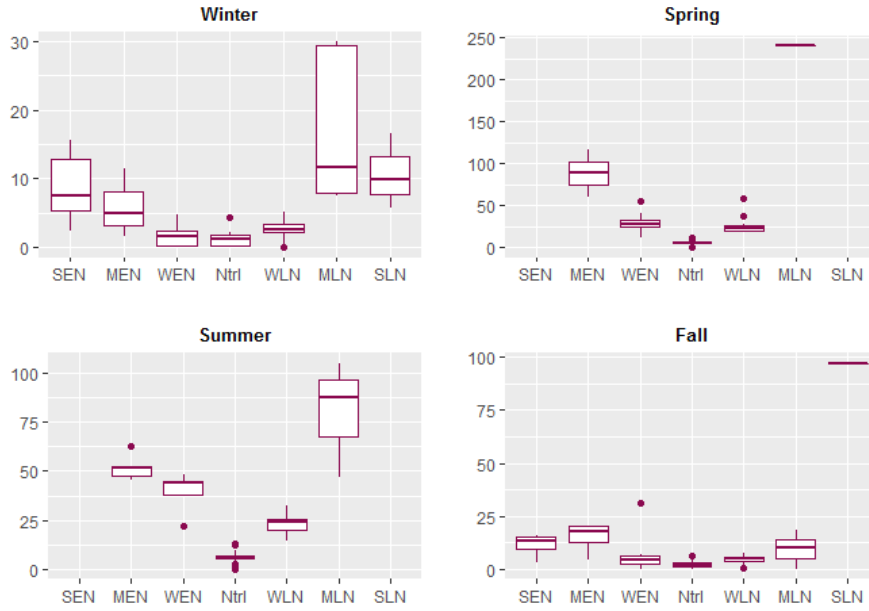 Winter
30
20
10
0
SEN MEN WEN Ntrl WLN MLN SLN
Spring
250
200
150
100
50
0
SEN MEN WEN Ntrl WLN MLN SLN
Summer
100
75
50
25
0
SEN MEN WEN Ntrl WLN MLN SLN
Fall
100
75
50
25
0
SEN MEN WEN Ntrl WLN MLN SLN